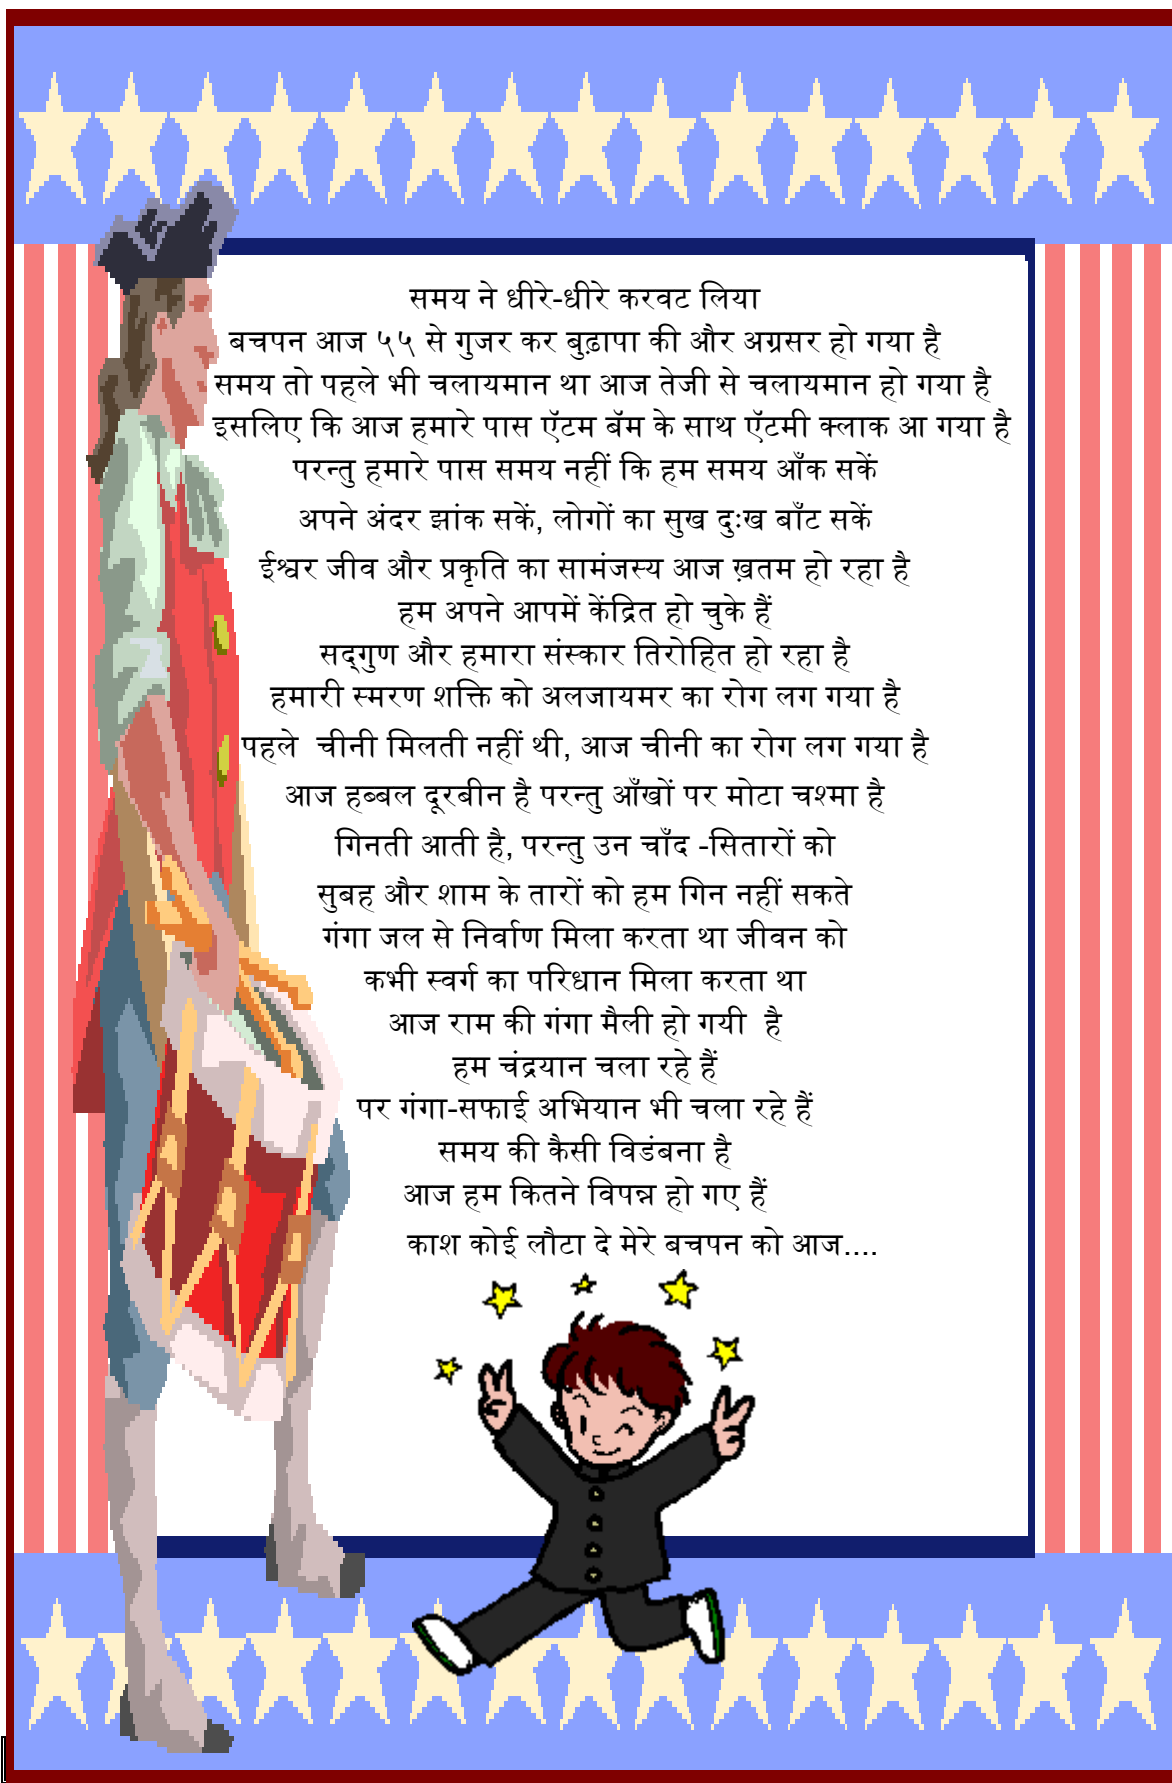 समय ने धीरे-धीरे करवट लिया
बचपन आज ५५ से गुजर कर बुढ़ापा की और अग्रसर हो गया है
समय तो पहले भी चलायमान था आज तेजी से चलायमान हो गया है
इसलिए कि आज हमारे पास ऍटम बॅम के साथ ऍटमी क्लाक आ गया है
परन्तु हमारे पास समय नहीं कि हम समय आँक सकें
अपने अंदर झांक सकें, लोगों का सुख दुःख बाँट सकें
ईश्वर जीव और प्रकृति का सामंजस्य आज ख़तम हो रहा है
हम अपने आपमें केंद्रित हो चुके हैं
सद्गुण और हमारा संस्कार तिरोहित हो रहा है
हमारी स्मरण शक्ति को अलजायमर का रोग लग गया है
पहले चीनी मिलती नहीं थी, आज चीनी का रोग लग गया है
आज हब्बल दूरबीन है परन्तु आँखों पर मोटा चश्मा है
गिनती आती है, परन्तु उन चाँद -सितारों को
सुबह और शाम के तारों को हम गिन नहीं सकते
गंगा जल से निर्वाण मिला करता था जीवन को
कभी स्वर्ग का परिधान मिला करता था
आज राम की गंगा मैली हो गयी है
हम चंद्रयान चला रहे हैं
पर गंगा-सफाई अभियान भी चला रहे हैं
समय की कैसी विडंबना है
आज हम कितने विपन्न हो गए हैं
काश कोई लौटा दे मेरे बचपन को आज....